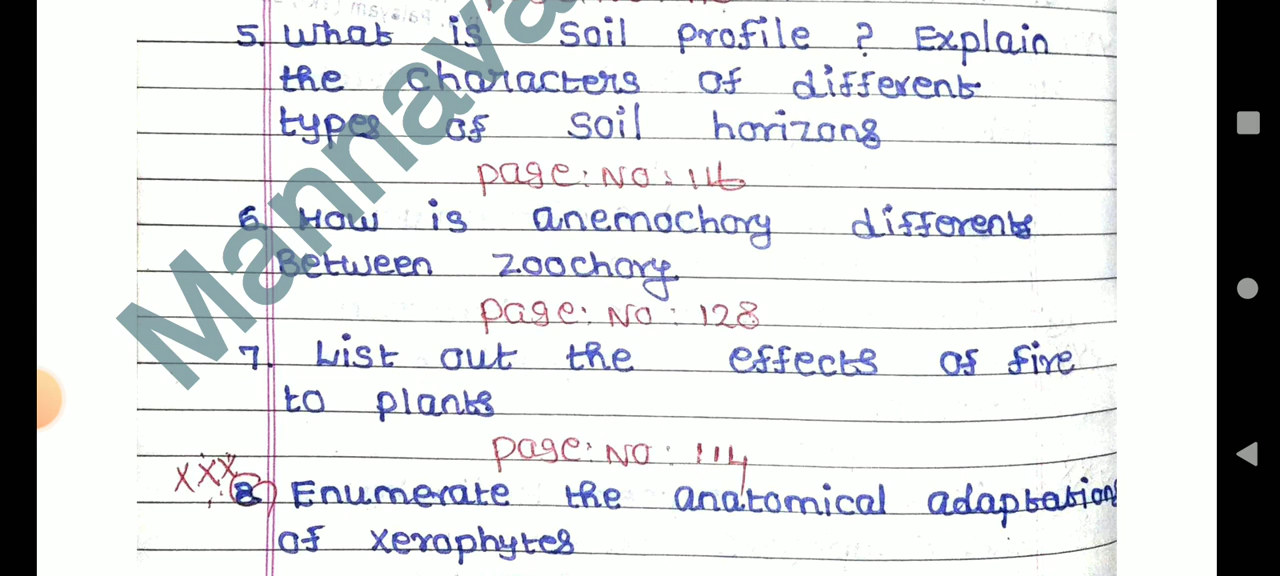 5. What is soil profile ? Explain
the characters of different
types of soil horizons
page: No: 116
6. How is anemochory different
Between zoochory
page: No: 128
7. List out the effects of fire
to plants
page: No: 114
XXX 8. Enumerate the anatomical adaptation
of xerophytes